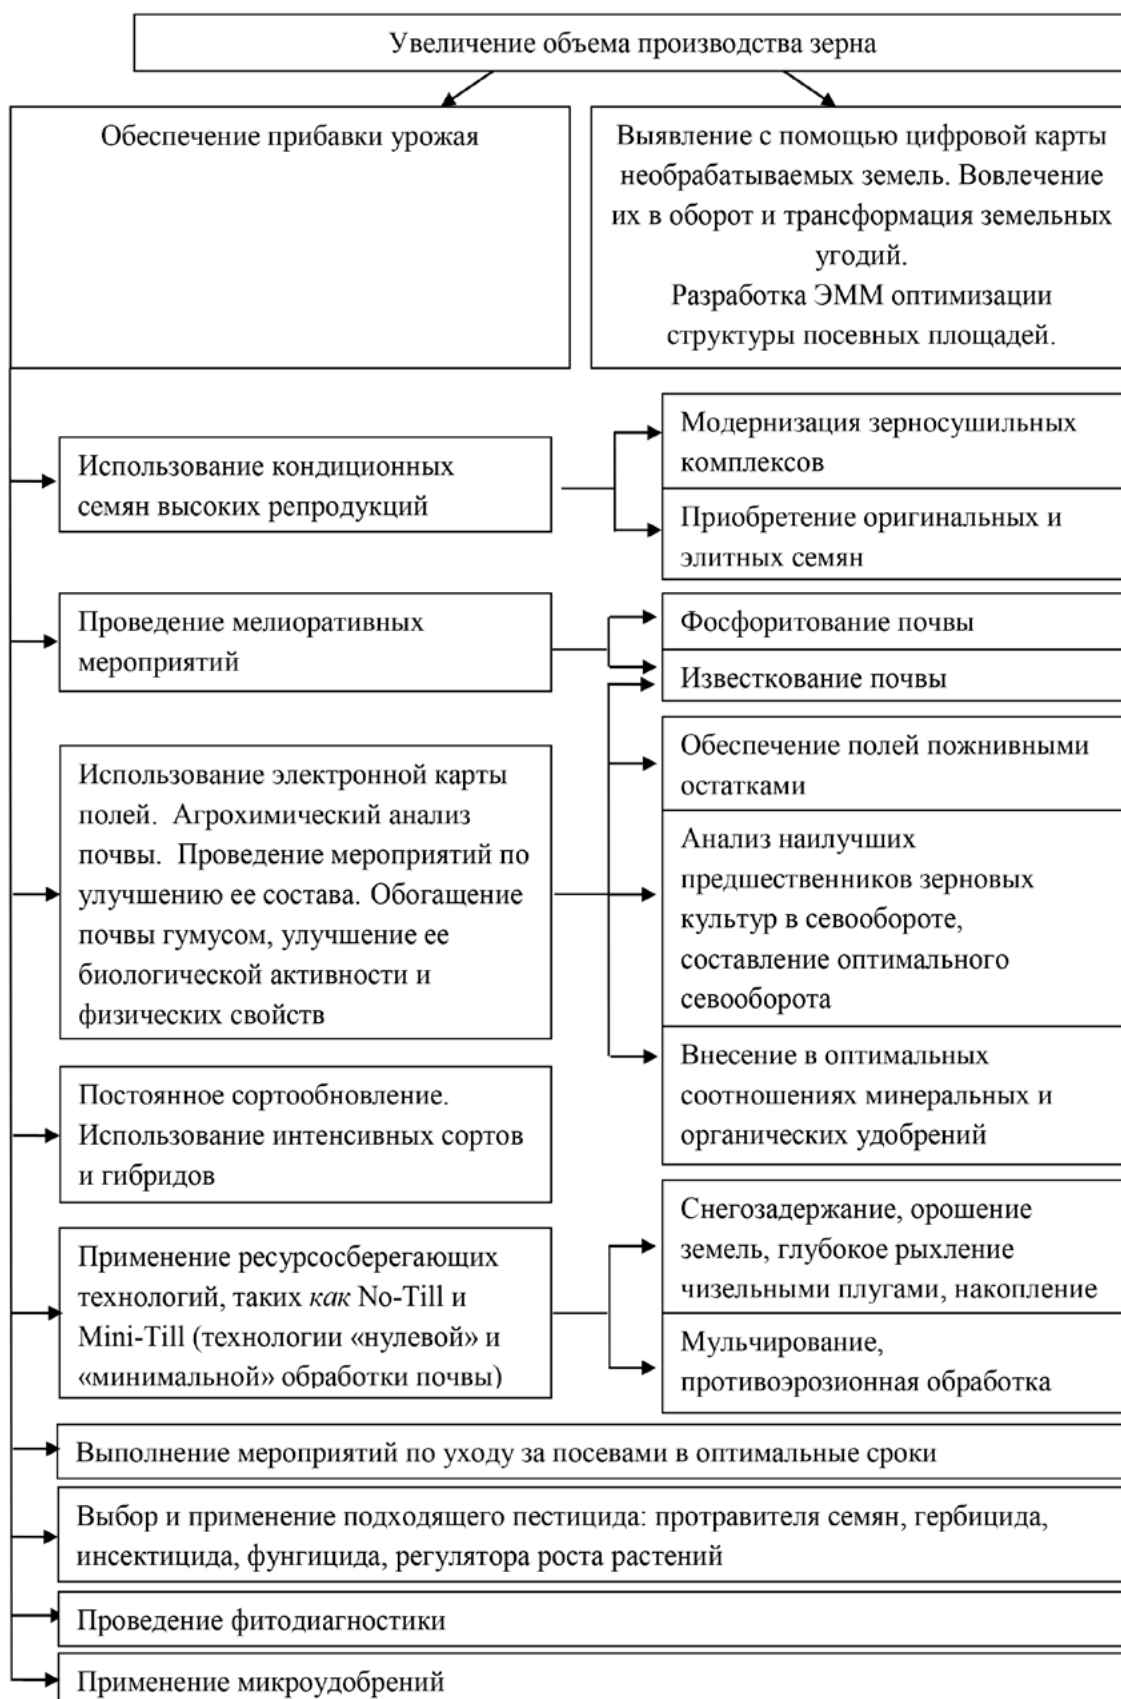 Увеличение объема производства зерна
Обеспечение прибавки урожая
Выявление с помощью цифровой карты
необрабатываемых земель. Вовлечение
их в оборот и трансформация земельных
угодий.
Разработка ЭММ оптимизации
структуры посевных площадей.
Использование кондиционных
семян высоких репродукций
Модернизация зерносушильных
комплексов
Приобретение оригинальных и
элитных семян
Проведение мелиоративных
мероприятий
Фосфоритование почвы
Известкование почвы
Использование электронной карты
полей. Агрохимический анализ
почвы. Проведение мероприятий по
улучшению ее состава. Обогащение
почвы гумусом, улучшение ее
биологической активности и
физических свойств
Обеспечение полей пожнивными
остатками
Анализ наилучших
предшественников зерновых
культур в севообороте,
составление оптимального
севооборота
Внесение в оптимальных
соотношениях минеральных и
органических удобрений
Постоянное сортообновление.
Использование интенсивных сортов
и гибридов
Применение ресурсосберегающих
технологий, таких как No-Till и
Mini-Till (технологии «нулевой» и
«минимальной» обработки почвы)
Снегозадержание, орошение
земель, глубокое рыхление
чизельными плугами, накопление
Мульчирование,
противоэрозионная обработка
Выполнение мероприятий по уходу за посевами в оптимальные сроки
Выбор и применение подходящего пестицида: протравителя семян, гербицида,
инсектицида, фунгицида, регулятора роста растений
Проведение фитодиагностики
Применение микроудобрений